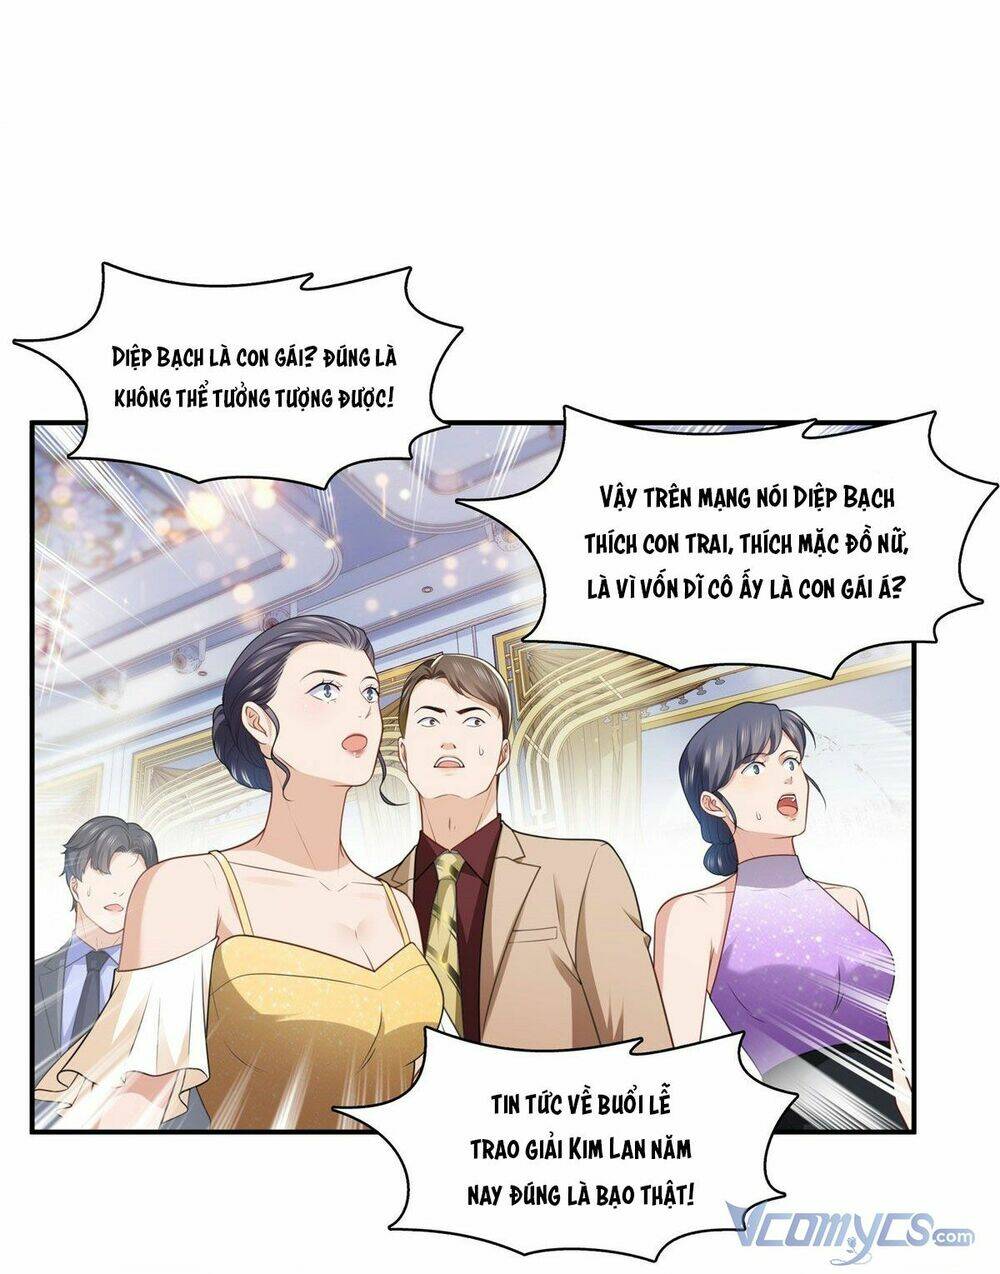 Diệp Bạch là con gái? Đúng là
không thể tưởng tượng được!
Vậy trên mạng nói Diệp Bạch
thích con trai, thích mặc đồ nữ,
là vì vốn dĩ cô ấy là con gái á?
Tin tức về buổi lễ
trao giải Kim Lan năm
nay đúng là bạo thật!
Vcomycs.com